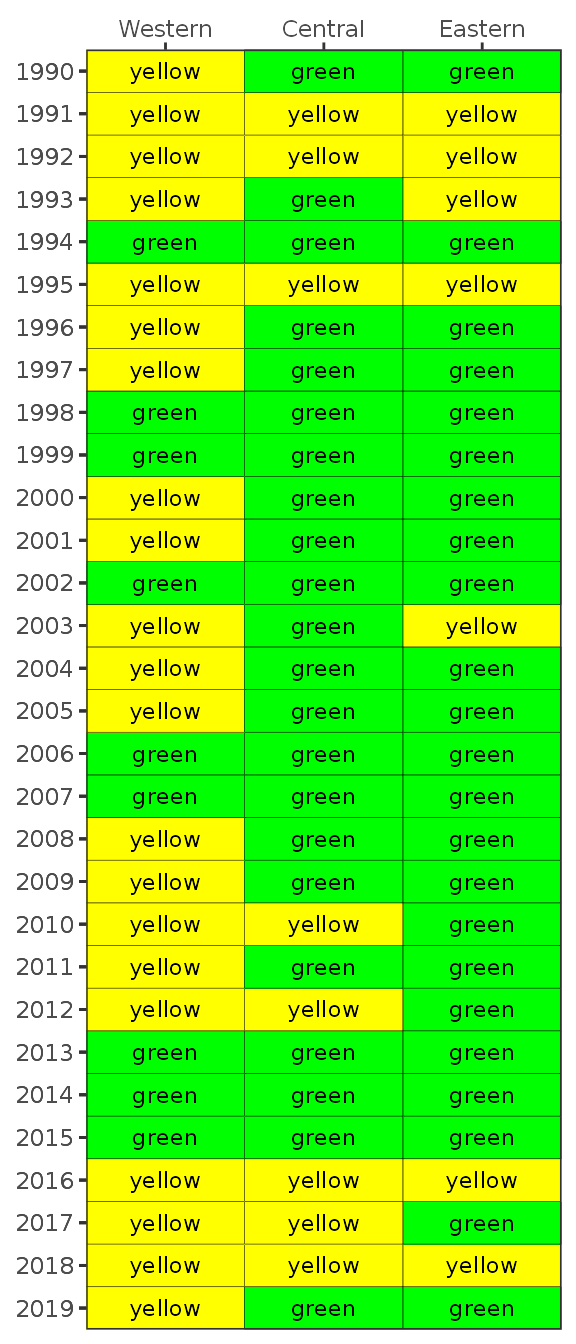 Western Central Eastern
1990 yellow green green
1991 yellow yellow yellow
1992 yellow yellow yellow
1993 yellow green yellow
1994 green green green
1995 yellow yellow yellow
1996 yellow green green
1997 yellow green green
1998 green green green
1999 green green green
2000 yellow green green
2001 yellow green green
2002 green green green
2003 yellow green yellow
2004 yellow green green
2005 yellow green green
2006 green green green
2007 green green green
2008 yellow green green
2009 yellow green green
2010 yellow yellow green
2011 yellow green green
2012 yellow yellow green
2013 green green green
2014 green green green
2015 green green green
2016 yellow yellow yellow
2017 yellow yellow green
2018 yellow yellow yellow
2019 yellow green green